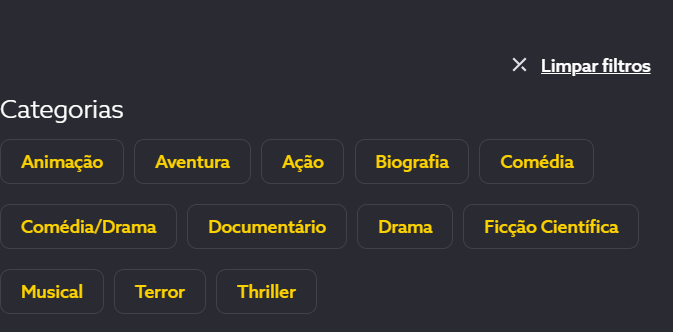 Limpar filtros
Categorias
Animação Aventura Ação Biografia Comédia
Comédia/Drama Documentário Drama Ficção Científica
Musical Terror Thriller